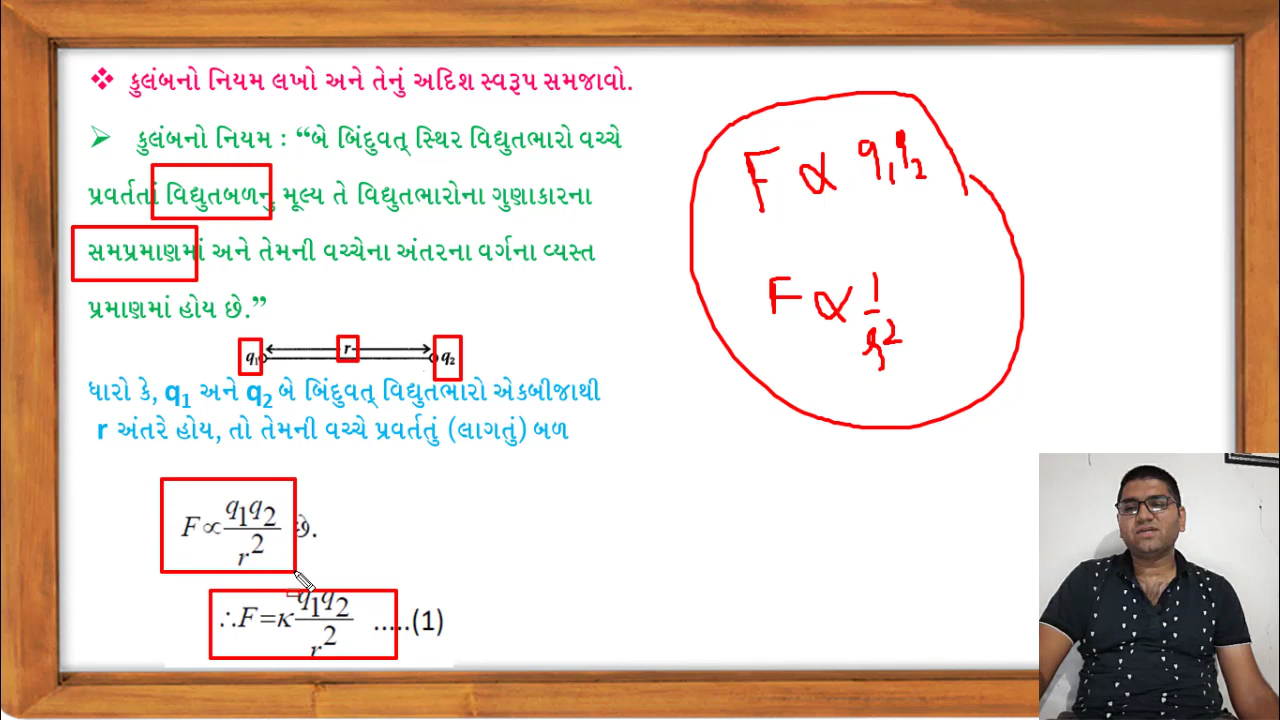 ❖ કુલંબનો નિયમ લખો અને તેનું અદિશ સ્વરૂપ સમજાવો.
➢ કુલંબનો નિયમ : “બે બિંદુવત્ સ્થિર વિદ્યુતભારો વચ્ચે
પ્રવર્તતાં વિદ્યુતબળનુ મૂલ્ય તે વિદ્યુતભારોના ગુણાકારના
સમપ્રમાણમાં અને તેમની વચ્ચેના અંતરના વર્ગના વ્યસ્ત
પ્રમાણમાં હોય છે.”
q₁ r q₂
ધારો કે, q₁ અને q₂ બે બિંદુવત્ વિદ્યુતભારો એકબીજાથી
r અંતરે હોય, તો તેમની વચ્ચે પ્રવર્તતું (લાગતું) બળ
F∝ q₁q₂/r² છે.
∴F=κ q₁q₂/r² .....(1)
F ∝ q₁q₂
F ∝ 1/r²